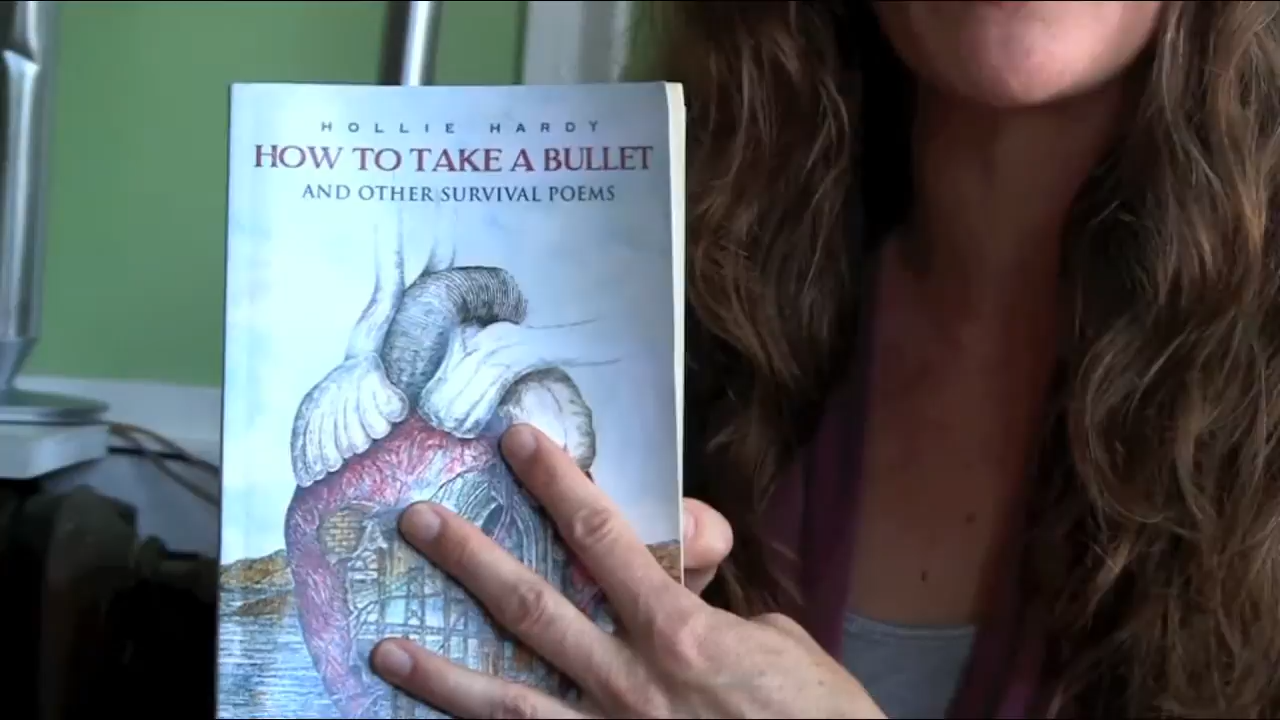 HOLLIE HARDY
HOW TO TAKE A BULLET
AND OTHER SURVIVAL POEMS